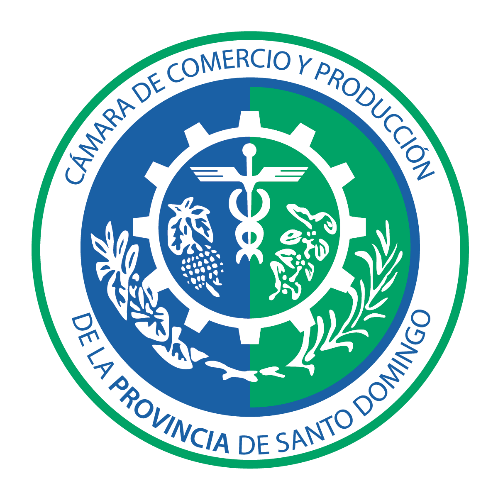 CÁMARA DE COMERCIO Y PRODUCCIÓN
DE LA PROVINCIA DE SANTO DOMINGO